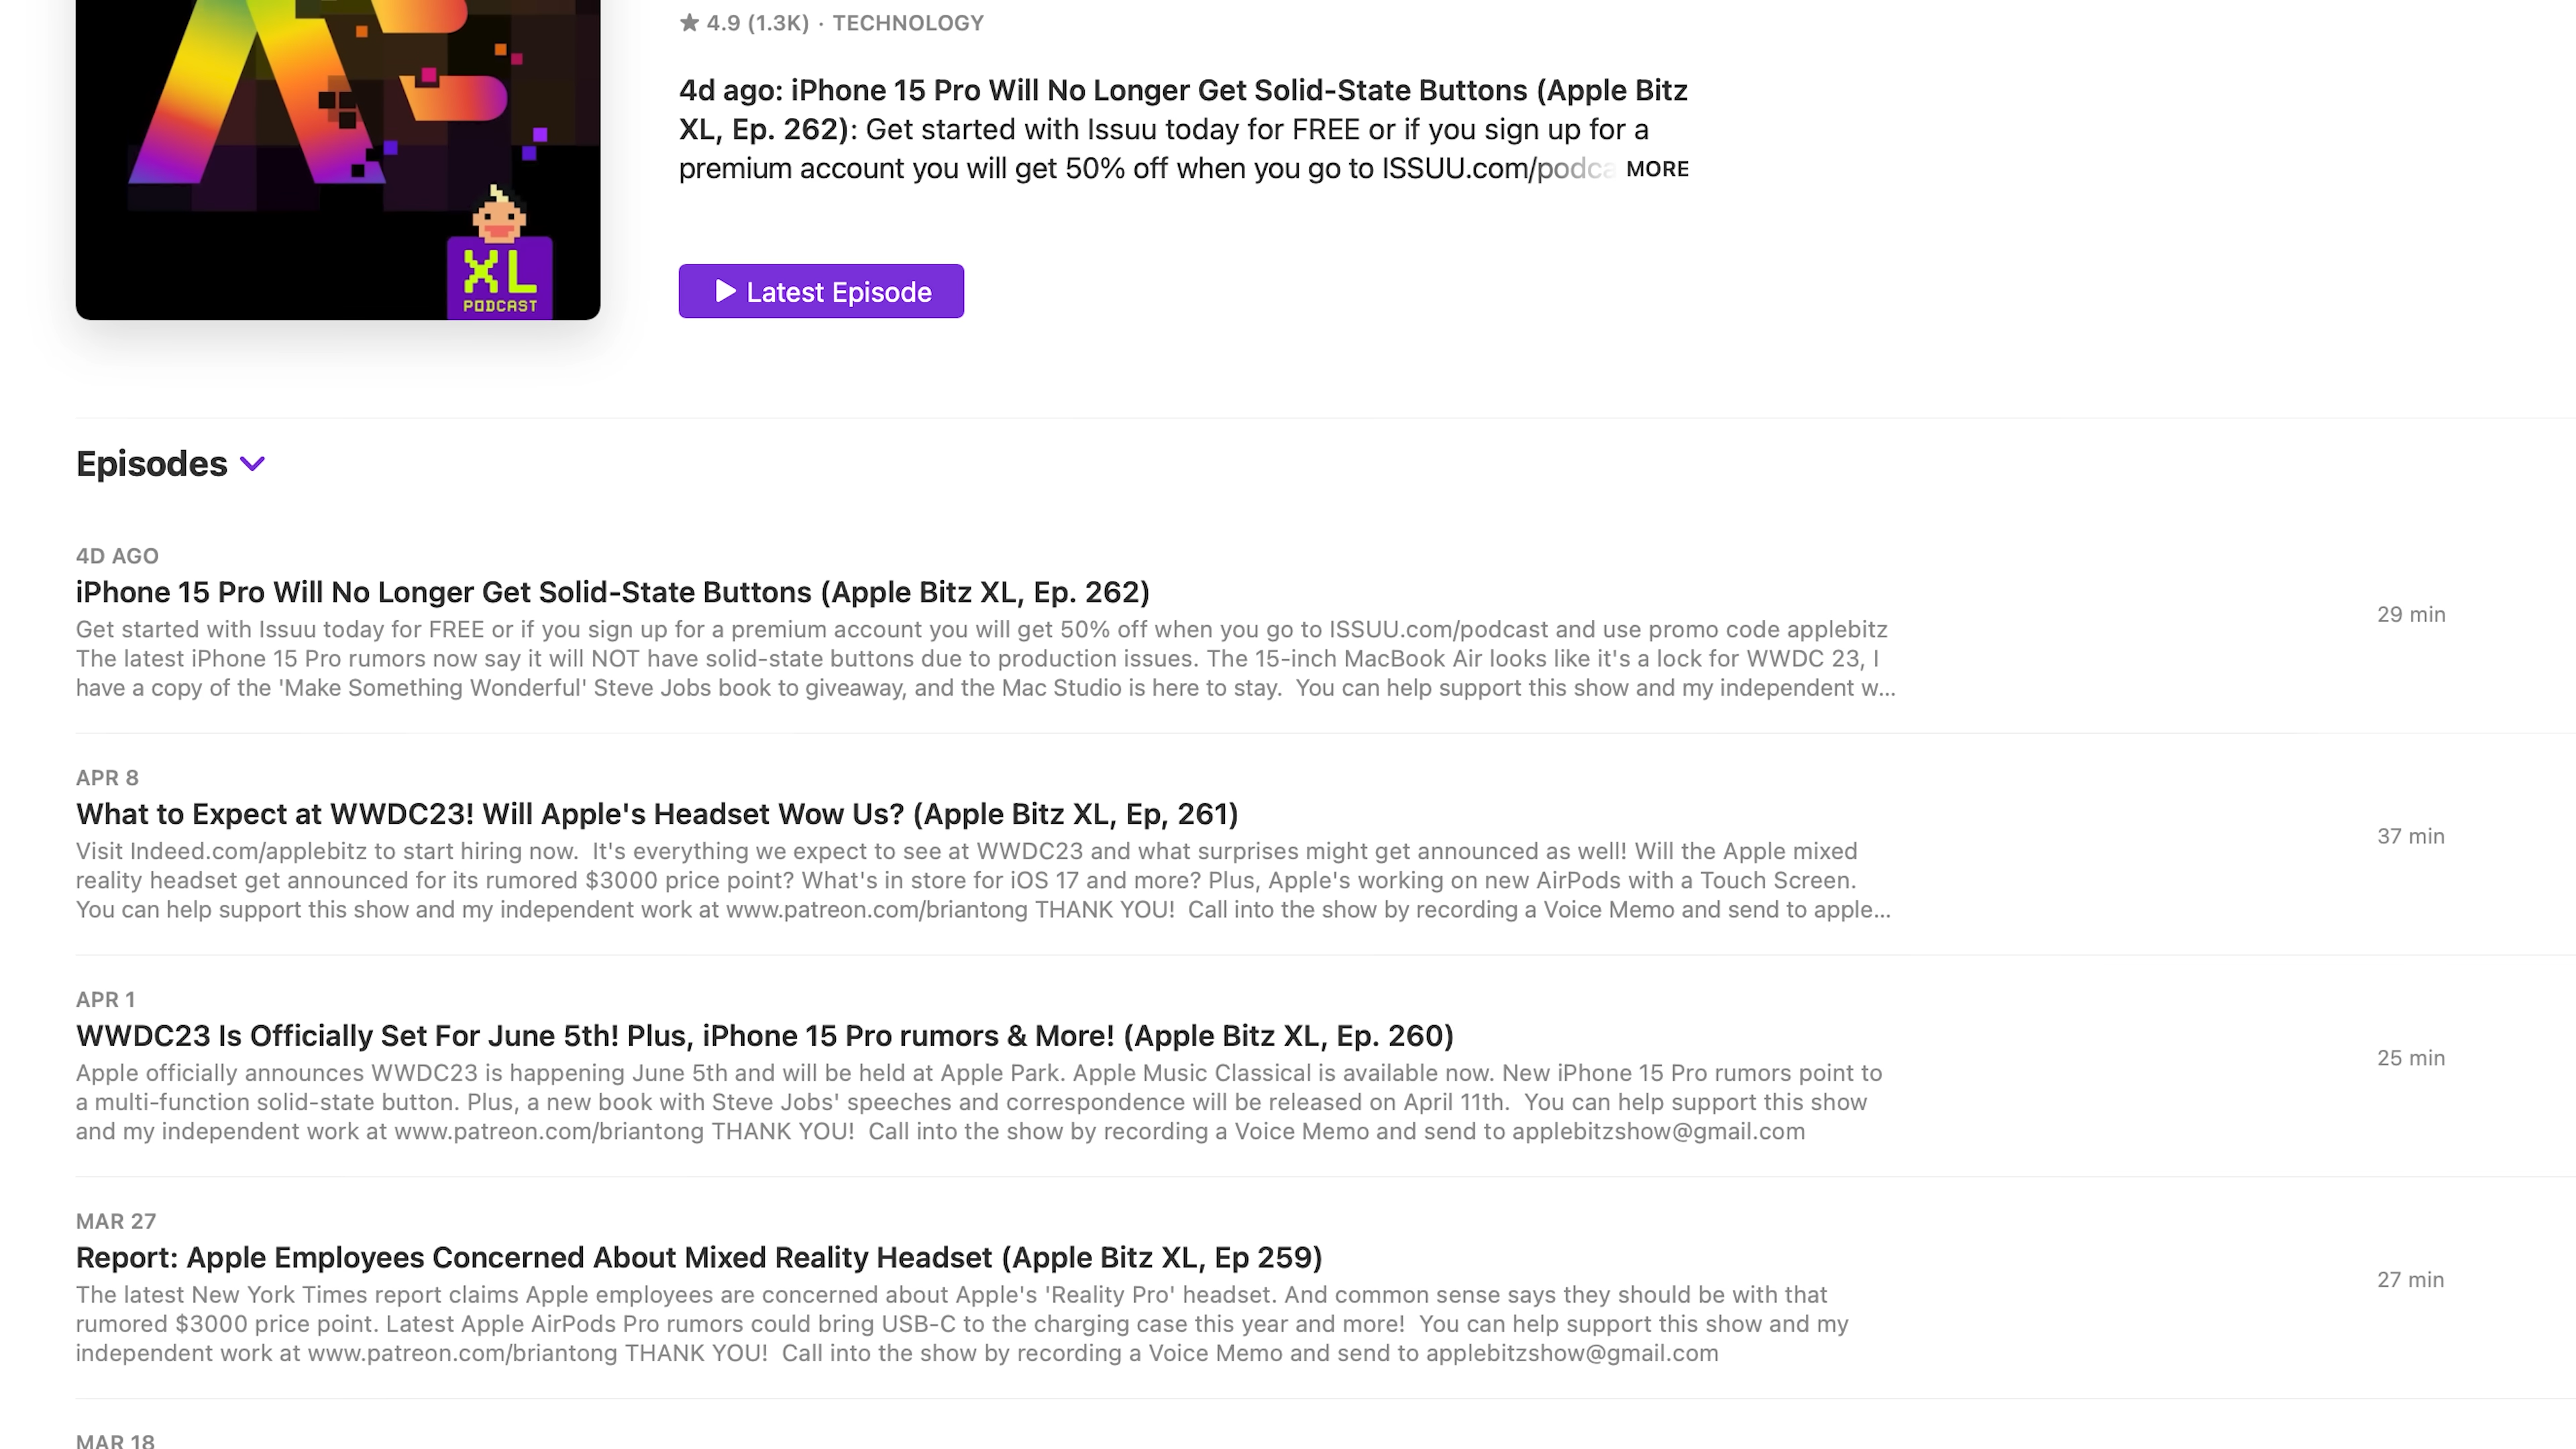 ★ 4.9 (1.3K) · TECHNOLOGY
4d ago: iPhone 15 Pro Will No Longer Get Solid-State Buttons (Apple Bitz
XL, Ep. 262): Get started with Issuu today for FREE or if you sign up for a
premium account you will get 50% off when you go to ISSUU.com/podca MORE
XL
PODCAST
Latest Episode
Episodes
4D AGO
iPhone 15 Pro Will No Longer Get Solid-State Buttons (Apple Bitz XL, Ep. 262)
Get started with Issuu today for FREE or if you sign up for a premium account you will get 50% off when you go to ISSUU.com/podcast and use promo code applebitz
The latest iPhone 15 Pro rumors now say it will NOT have solid-state buttons due to production issues. The 15-inch MacBook Air looks like it's a lock for WWDC 23, I
have a copy of the 'Make Something Wonderful' Steve Jobs book to giveaway, and the Mac Studio is here to stay.  You can help support this show and my independent w...
29 min
APR 8
What to Expect at WWDC23! Will Apple's Headset Wow Us? (Apple Bitz XL, Ep, 261)
Visit Indeed.com/applebitz to start hiring now.  It's everything we expect to see at WWDC23 and what surprises might get announced as well! Will the Apple mixed
reality headset get announced for its rumored $3000 price point? What's in store for iOS 17 and more? Plus, Apple's working on new AirPods with a Touch Screen.
You can help support this show and my independent work at www.patreon.com/briantong THANK YOU!  Call into the show by recording a Voice Memo and send to apple...
37 min
APR 1
WWDC23 Is Officially Set For June 5th! Plus, iPhone 15 Pro rumors & More! (Apple Bitz XL, Ep. 260)
Apple officially announces WWDC23 is happening June 5th and will be held at Apple Park. Apple Music Classical is available now. New iPhone 15 Pro rumors point to
a multi-function solid-state button. Plus, a new book with Steve Jobs' speeches and correspondence will be released on April 11th.  You can help support this show
and my independent work at www.patreon.com/briantong THANK YOU!  Call into the show by recording a Voice Memo and send to applebitzshow@gmail.com
25 min
MAR 27
Report: Apple Employees Concerned About Mixed Reality Headset (Apple Bitz XL, Ep 259)
The latest New York Times report claims Apple employees are concerned about Apple's 'Reality Pro' headset. And common sense says they should be with that
rumored $3000 price point. Latest Apple AirPods Pro rumors could bring USB-C to the charging case this year and more!  You can help support this show and my
independent work at www.patreon.com/briantong THANK YOU!  Call into the show by recording a Voice Memo and send to applebitzshow@gmail.com
27 min
MAR 18